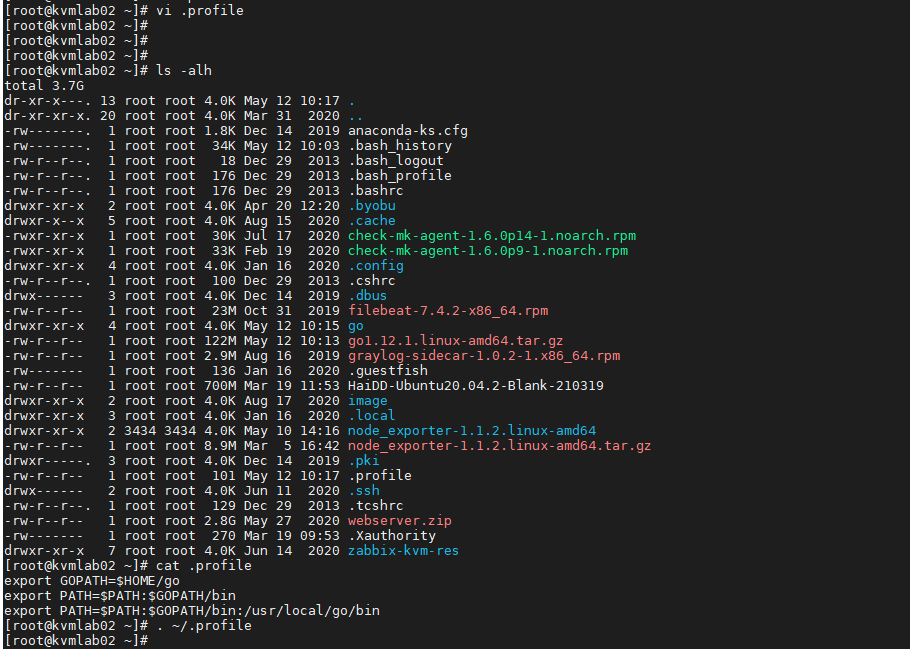 [root@kvmlab02 ~]# vi .profile
[root@kvmlab02 ~]#
[root@kvmlab02 ~]#
[root@kvmlab02 ~]#
[root@kvmlab02 ~]# ls -alh
total 3.7G
dr-xr-x---. 13 root root 4.0K May 12 10:17 .
dr-xr-xr-x. 20 root root 4.0K Mar 31  2020 ..
-rw-------.  1 root root 1.8K Dec 14  2019 anaconda-ks.cfg
-rw-------.  1 root root  34K May 12 10:03 .bash_history
-rw-r--r--.  1 root root   18 Dec 29  2013 .bash_logout
-rw-r--r--.  1 root root  176 Dec 29  2013 .bash_profile
-rw-r--r--.  1 root root  176 Dec 29  2013 .bashrc
drwxr-xr-x   2 root root 4.0K Apr 20 12:20 .byobu
drwxr-x--x   5 root root 4.0K Aug 15  2020 .cache
-rwxr-xr-x   1 root root  30K Jul 17  2020 check-mk-agent-1.6.0p14-1.noarch.rpm
-rwxr-xr-x   1 root root  33K Feb 19  2020 check-mk-agent-1.6.0p9-1.noarch.rpm
drwxr-xr-x   4 root root 4.0K Jan 16  2020 .config
-rw-r--r--.  1 root root  100 Dec 29  2013 .cshrc
drwx------   3 root root 4.0K Dec 14  2019 .dbus
-rw-r--r--   1 root root  23M Oct 31  2019 filebeat-7.4.2-x86_64.rpm
drwxr-xr-x   4 root root 4.0K May 12 10:15 go
-rw-r--r--   1 root root 122M May 12 10:13 go1.12.1.linux-amd64.tar.gz
-rw-r--r--   1 root root 2.9M Aug 16  2019 graylog-sidecar-1.0.2-1.x86_64.rpm
-rw-r--r--   1 root root  136 Jan 16  2020 .guestfish
-rw-r--r--   1 root root 700M Mar 19 11:53 HaiDD-Ubuntu20.04.2-Blank-210319
drwxr-xr-x   2 root root 4.0K Aug 17  2020 image
drwxr-xr-x   3 root root 4.0K Jan 16  2020 .local
drwxr-xr-x   2 3434 3434 4.0K May 10 14:16 node_exporter-1.1.2.linux-amd64
-rw-r--r--   1 root root 8.9M Mar  5 16:42 node_exporter-1.1.2.linux-amd64.tar.gz
drwxr-----.  3 root root 4.0K Dec 14  2019 .pki
-rw-r--r--   1 root root  101 May 12 10:17 .profile
drwx------   2 root root 4.0K Jun 11  2020 .ssh
-rw-r--r--.  1 root root  129 Dec 29  2013 .tcshrc
-rw-r--r--   1 root root 2.8G May 27  2020 webserver.zip
-rw-------   1 root root  270 Mar 19 09:53 .Xauthority
drwxr-xr-x   7 root root 4.0K Jun 14  2020 zabbix-kvm-res
[root@kvmlab02 ~]# cat .profile
export GOPATH=$HOME/go
export PATH=$PATH:$GOPATH/bin
export PATH=$PATH:$GOPATH/bin:/usr/local/go/bin
[root@kvmlab02 ~]# . ~/.profile
[root@kvmlab02 ~]#